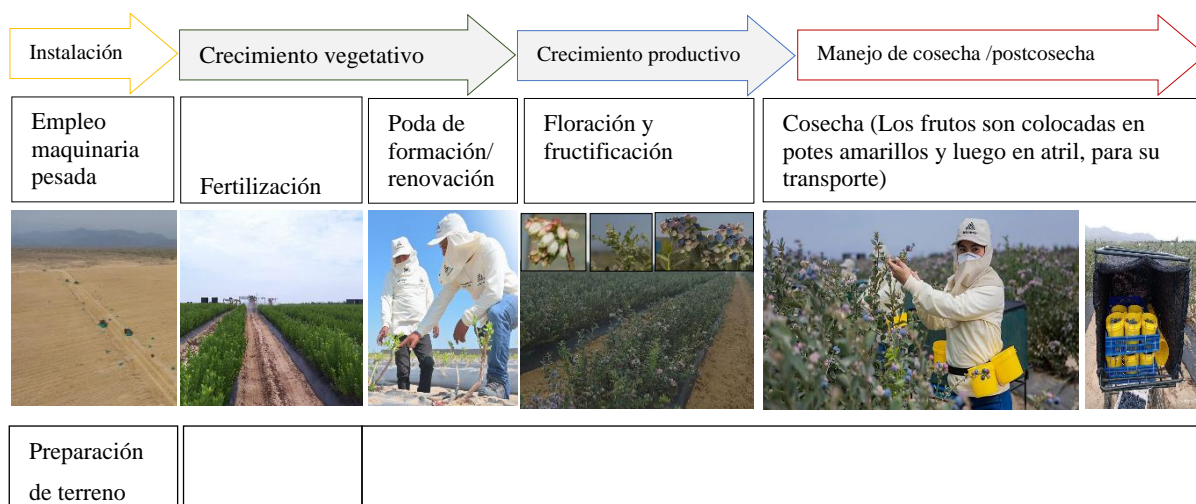 Instalación
Crecimiento vegetativo
Crecimiento productivo
Manejo de cosecha /postcosecha
Empleo
maquinaria
pesada
Fertilización
Poda de
formación/
renovación
Floración y
fructificación
Cosecha (Los frutos son colocadas en
potes amarillos y luego en atril, para su
transporte)
Preparación
de terreno